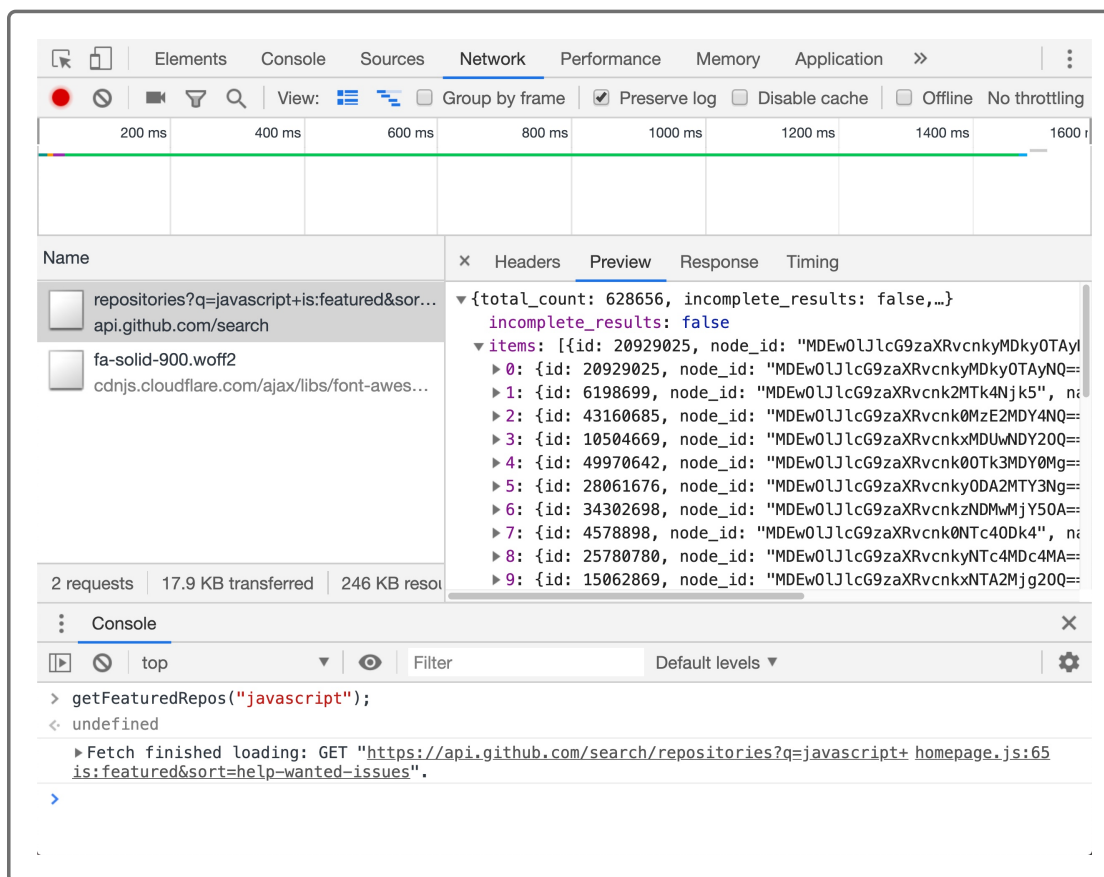 Elements Console Sources Network Performance Memory Application »
View: Group by frame Preserve log Disable cache Offline No throttling
200 ms 400 ms 600 ms 800 ms 1000 ms 1200 ms 1400 ms 1600 r
Name
× Headers Preview Response Timing
repositories?q=javascript+is:featured&sor...
api.github.com/search
fa-solid-900.woff2
cdnjs.cloudflare.com/ajax/libs/font-awes...
{total_count: 628656, incomplete_results: false,…}
incomplete_results: false
items: [{id: 20929025, node_id: "MDEwOlJlcG9zaXRvcnkyMDkyOTAy
0: {id: 20929025, node_id: "MDEwOlJlcG9zaXRvcnkyMDkyOTAyNQ==
1: {id: 6198699, node_id: "MDEwOlJlcG9zaXRvcnk2MTk4Njk5", na
2: {id: 43160685, node_id: "MDEwOlJlcG9zaXRvcnk0MzE2MDY4NQ==
3: {id: 10504669, node_id: "MDEwOlJlcG9zaXRvcnkxMDUwNDY2OQ==
4: {id: 49970642, node_id: "MDEwOlJlcG9zaXRvcnk0OTk3MDY0Mg==
5: {id: 28061676, node_id: "MDEwOlJlcG9zaXRvcnkyODA2MTY3Ng==
6: {id: 34302698, node_id: "MDEwOlJlcG9zaXRvcnkzNDMwMjY5OA==
7: {id: 4578898, node_id: "MDEwOlJlcG9zaXRvcnk0NTc4ODk4", na
8: {id: 25780780, node_id: "MDEwOlJlcG9zaXRvcnkyNTc4MDc4MA==
9: {id: 15062869, node_id: "MDEwOlJlcG9zaXRvcnkxNTA2Mjg2OQ==
2 requests 17.9 KB transferred 246 KB resou
Console
top Filter Default levels
> getFeaturedRepos("javascript");
undefined
Fetch finished loading: GET "https://api.github.com/search/repositories?q=javascript+ homepage.js:65
is:featured&sort=help-wanted-issues".
>